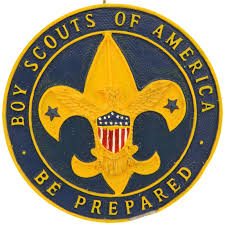 BOY SCOUTS OF AMERICA
· BE PREPARED ·